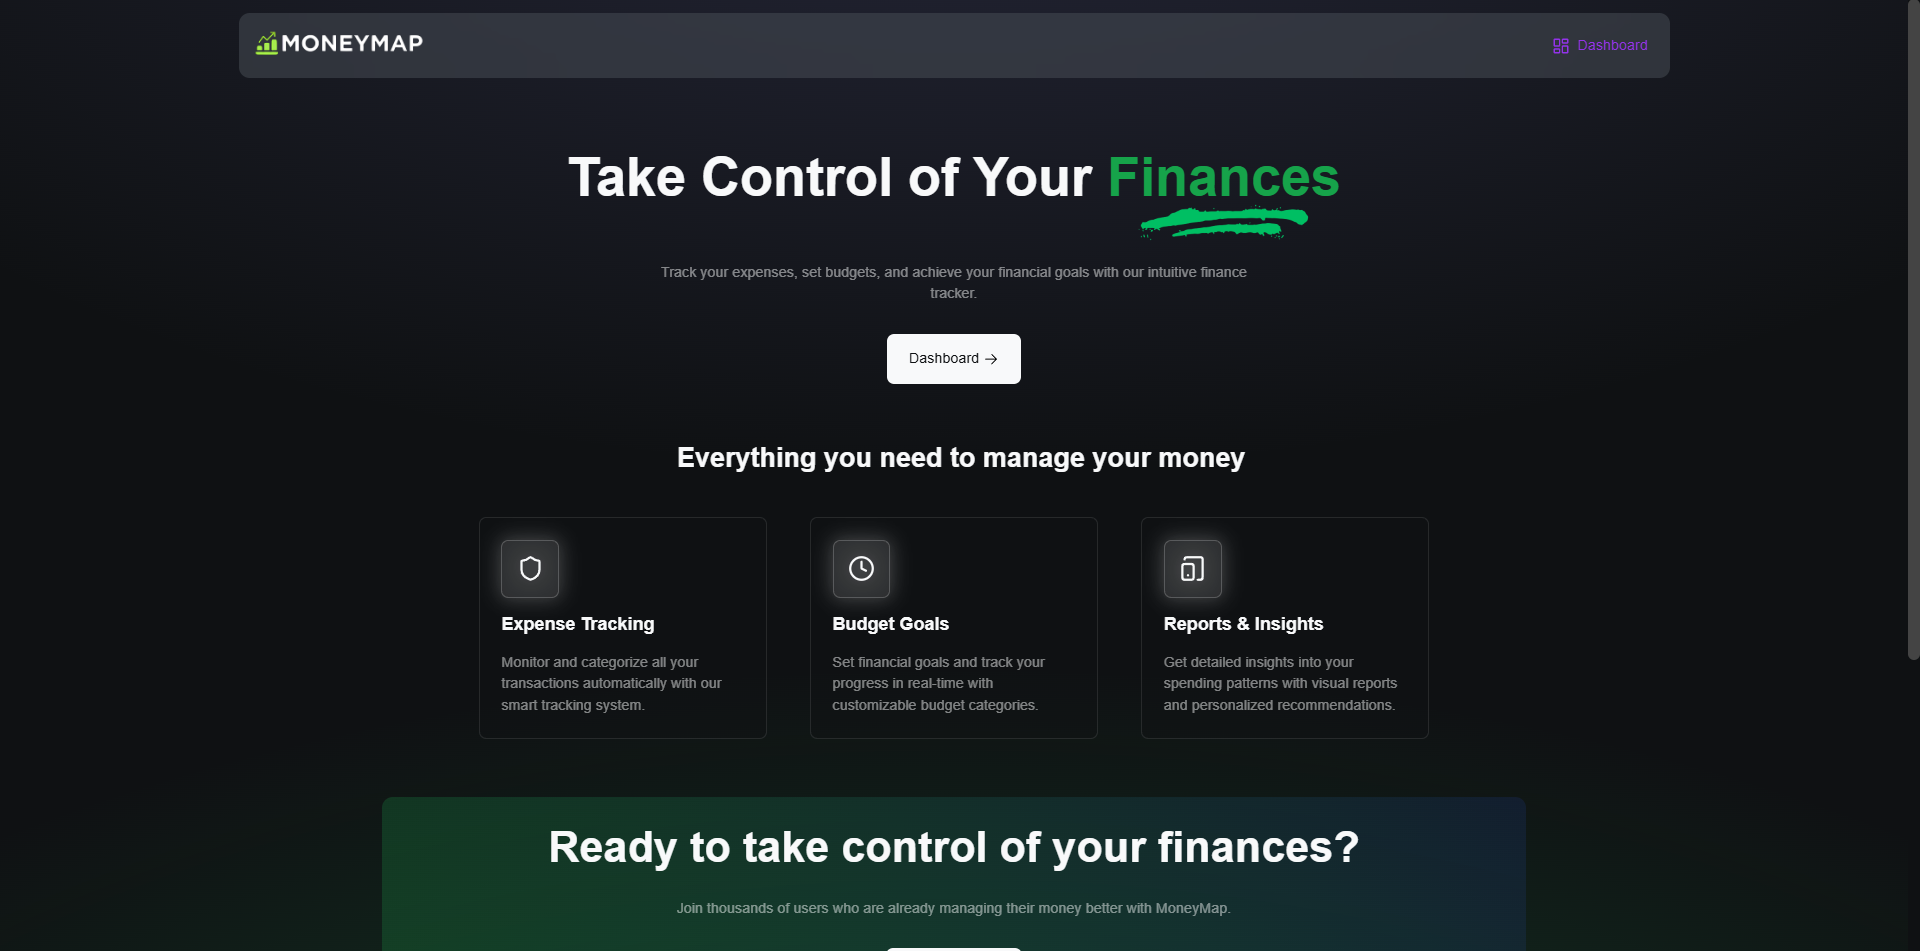 MONEYMAP
Dashboard
Take Control of Your Finances
Track your expenses, set budgets, and achieve your financial goals with our intuitive finance
tracker.
Dashboard
Everything you need to manage your money
Expense Tracking
Monitor and categorize all your
transactions automatically with our
smart tracking system.
Budget Goals
Set financial goals and track your
progress in real-time with
customizable budget categories.
Reports & Insights
Get detailed insights into your
spending patterns with visual reports
and personalized recommendations.
Ready to take control of your finances?
Join thousands of users who are already managing their money better with MoneyMap.